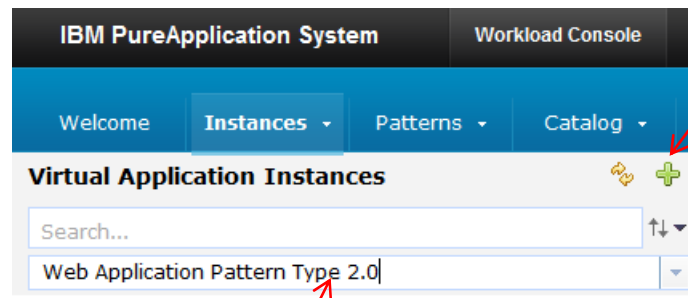 IBM PureApplication System Workload Console
Welcome Instances Patterns Catalog
Virtual Application Instances
Search...
Web Application Pattern Type 2.0